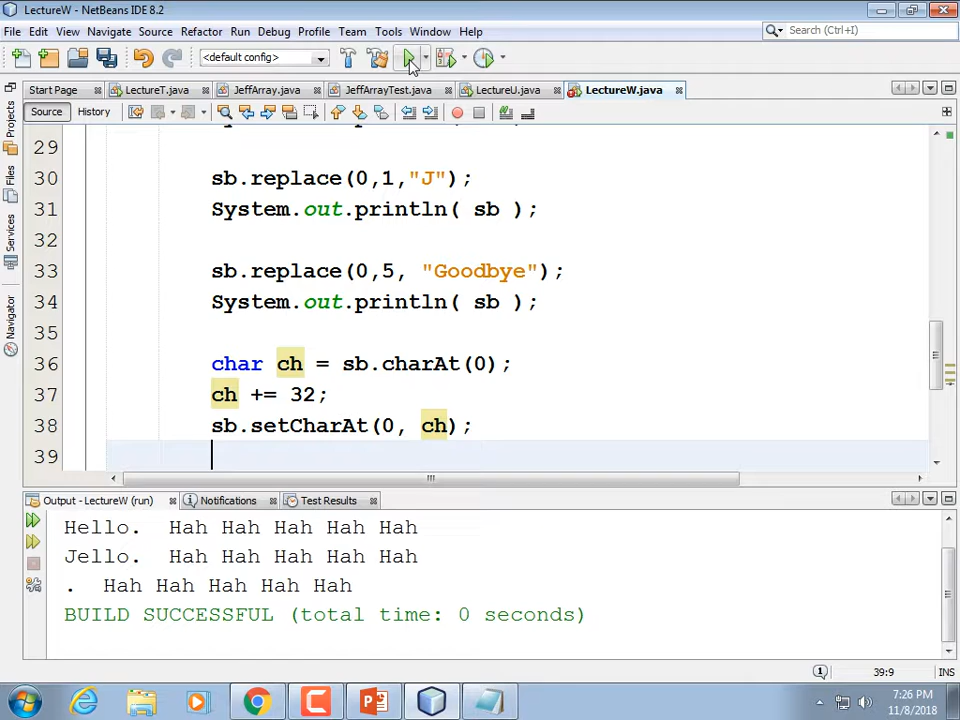 LectureW - NetBeans IDE 8.2
File Edit View Navigate Source Refactor Run Debug Profile Team Tools Window Help
Search (Ctrl+I)
<default config>
Start Page LectureT.java JeffArray.java JeffArrayTest.java LectureU.java LectureW.java
Source History
Projects
Files
Services
Navigator
29
30 sb.replace(0,1,"J");
31 System.out.println( sb );
32
33 sb.replace(0,5, "Goodbye");
34 System.out.println( sb );
35
36 char ch = sb.charAt(0);
37 ch += 32;
38 sb.setCharAt(0, ch);
39
Output - LectureW (run) Notifications Test Results
Hello. Hah Hah Hah Hah Hah
Jello. Hah Hah Hah Hah Hah
. Hah Hah Hah Hah Hah
BUILD SUCCESSFUL (total time: 0 seconds)
1 39:9 INS
7:26 PM
11/8/2018